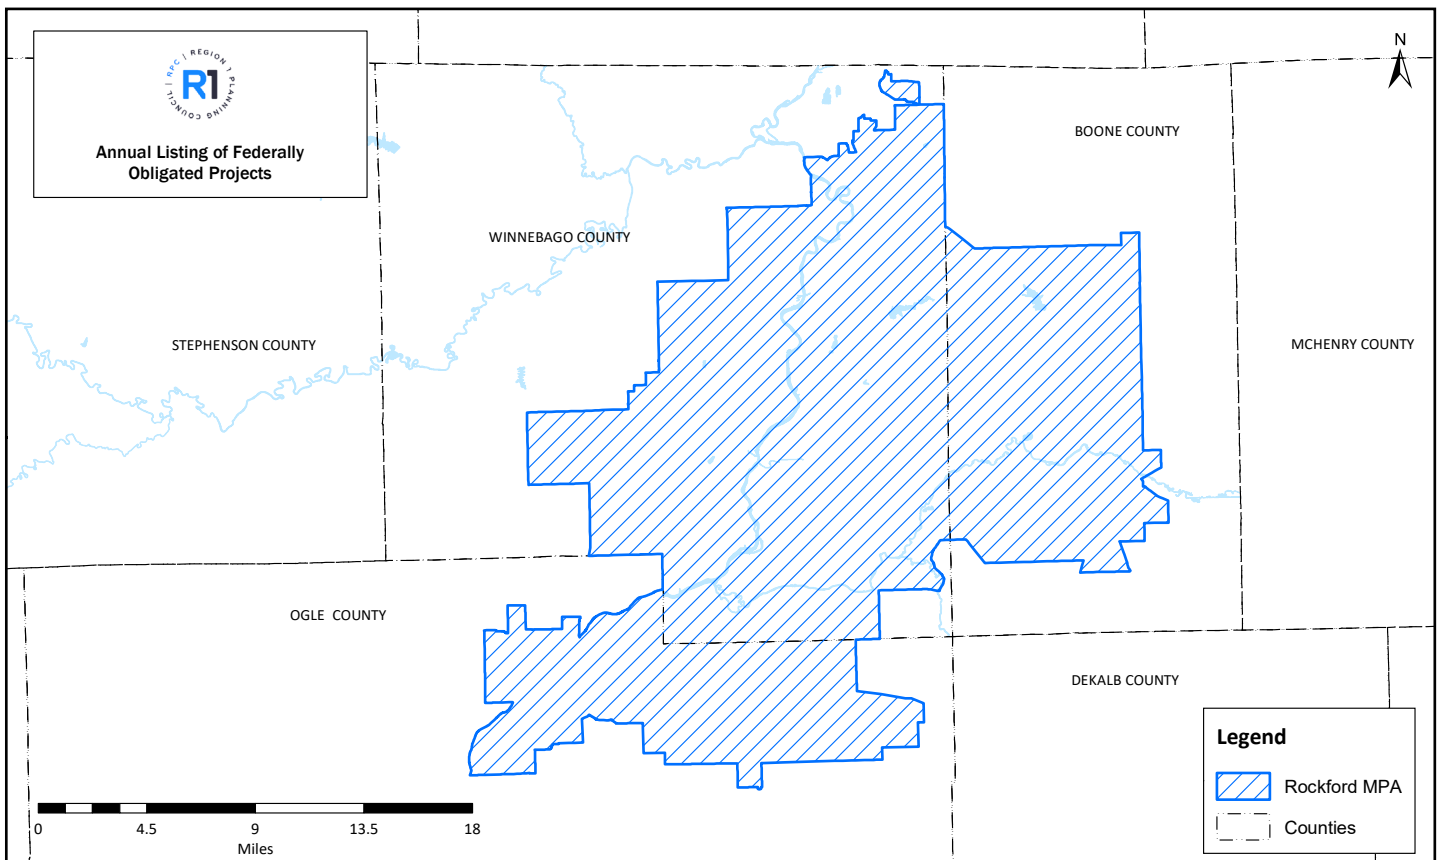 RPC | REGION 1 PLANNING COUNCIL |
R1
Annual Listing of Federally
Obligated Projects
N
BOONE COUNTY
WINNEBAGO COUNTY
STEPHENSON COUNTY
MCHENRY COUNTY
OGLE COUNTY
DEKALB COUNTY
Legend
Rockford MPA
Counties
0 4.5 9 13.5 18
Miles